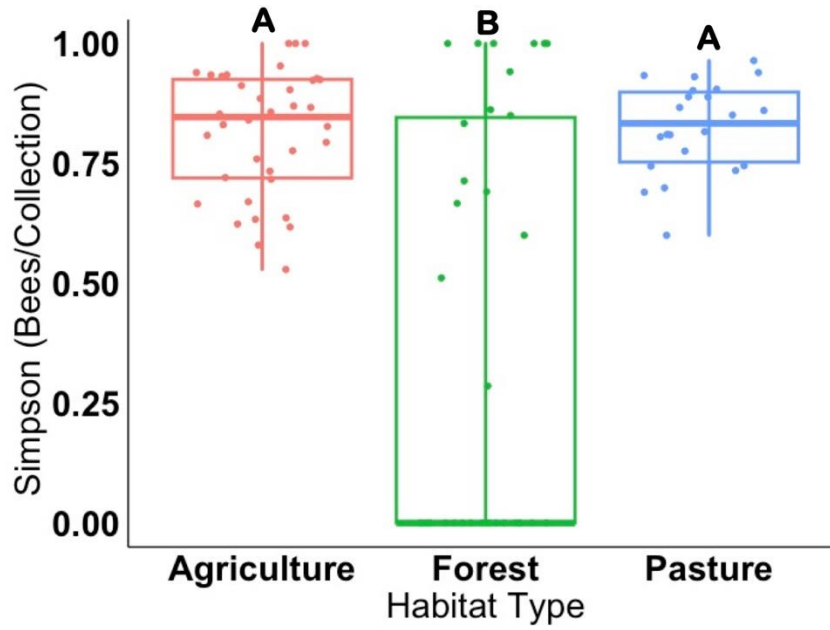 A
B
A
1.00
0.75
0.50
0.25
0.00
Simpson (Bees/Collection)
Agriculture
Forest
Pasture
Habitat Type